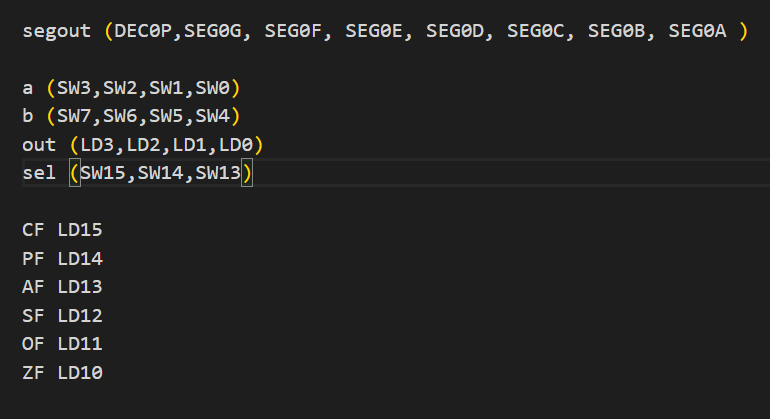 segout (DEC0P,SEG0G, SEG0F, SEG0E, SEG0D, SEG0C, SEG0B, SEG0A )
a (SW3,SW2,SW1,SW0)
b (SW7,SW6,SW5,SW4)
out (LD3,LD2,LD1,LD0)
sel (SW15,SW14,SW13)
CF LD15
PF LD14
AF LD13
SF LD12
OF LD11
ZF LD10